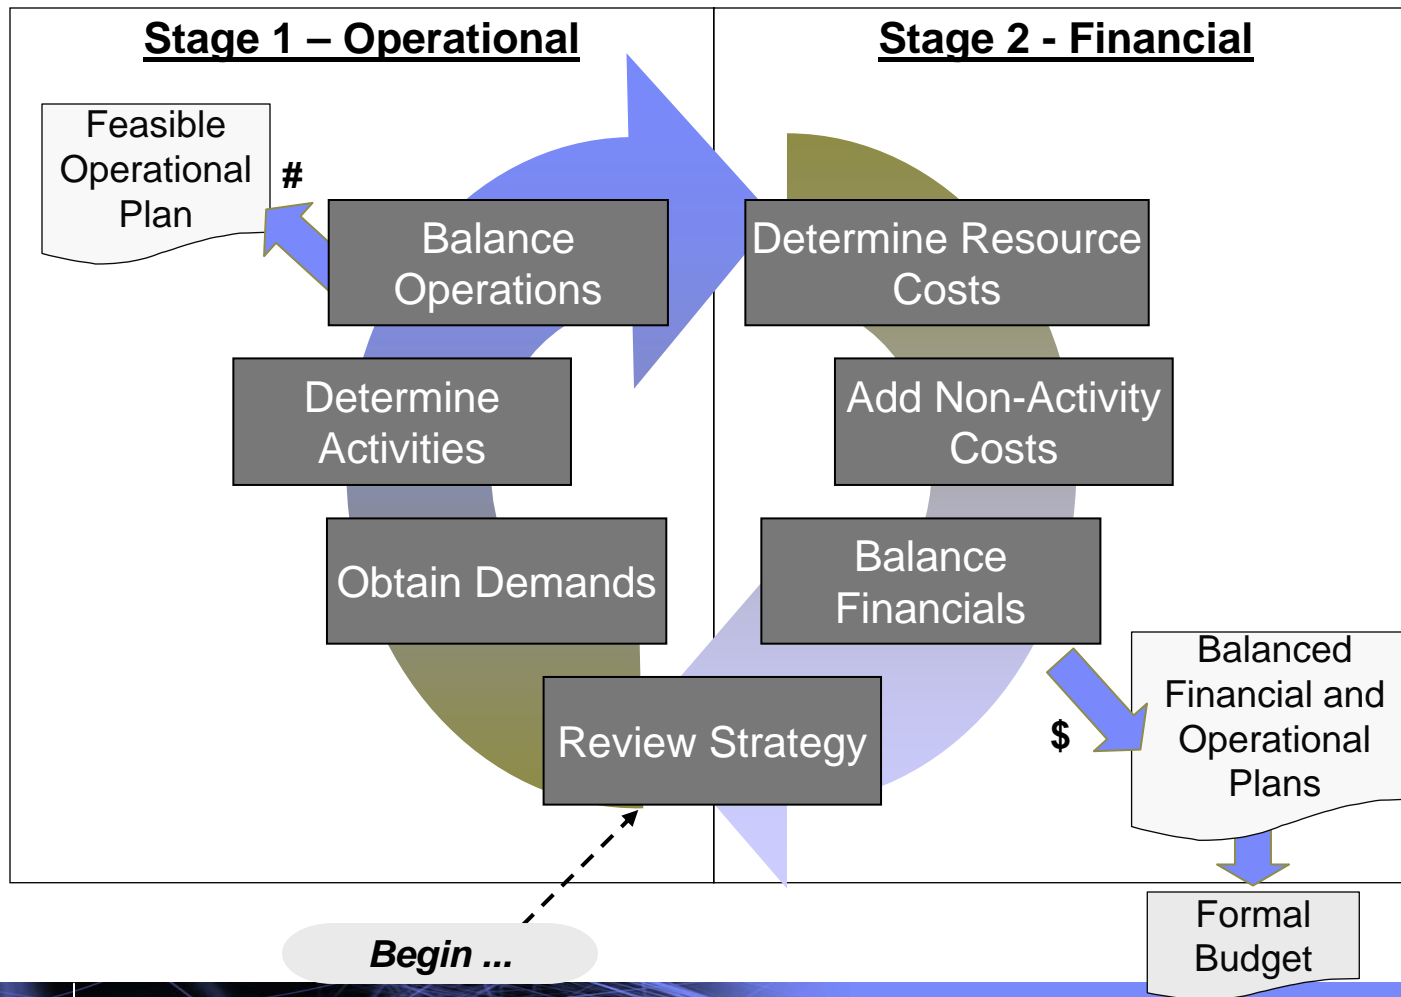 Stage 1 – Operational
Stage 2 - Financial
Feasible
Operational
Plan
#
Balance
Operations
Determine Resource
Costs
Determine
Activities
Add Non-Activity
Costs
Obtain Demands
Balance
Financials
Review Strategy
$
Balanced
Financial and
Operational
Plans
Begin ...
Formal
Budget